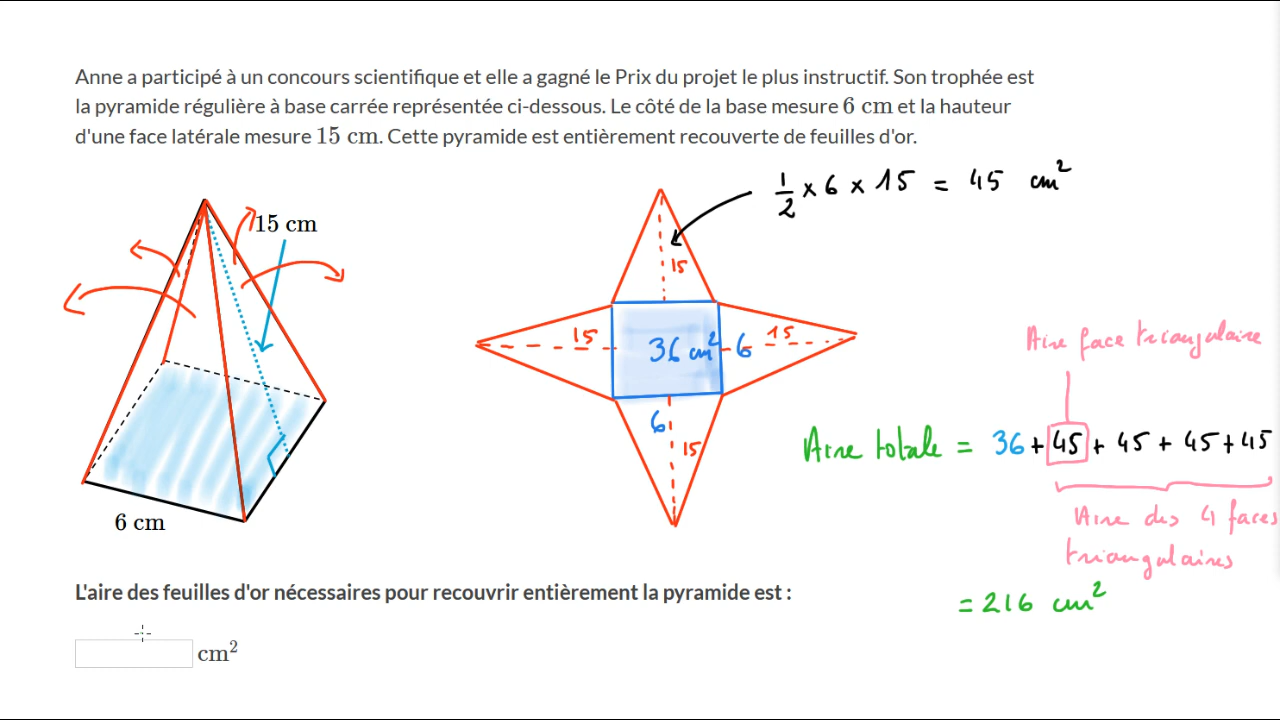 Anne a participé à un concours scientifique et elle a gagné le Prix du projet le plus instructif. Son trophée est
la pyramide régulière à base carrée représentée ci-dessous. Le côté de la base mesure 6 cm et la hauteur
d'une face latérale mesure 15 cm. Cette pyramide est entièrement recouverte de feuilles d'or.
1/2 × 6 × 15 = 45 cm²
15 cm
15
15
36 cm²
6
15
Aire face triangulaire
6
15
Aire totale = 36 + 45 + 45 + 45 + 45
6 cm
Aire des 4 faces
triangulaires
L'aire des feuilles d'or nécessaires pour recouvrir entièrement la pyramide est :
= 216 cm²
cm²